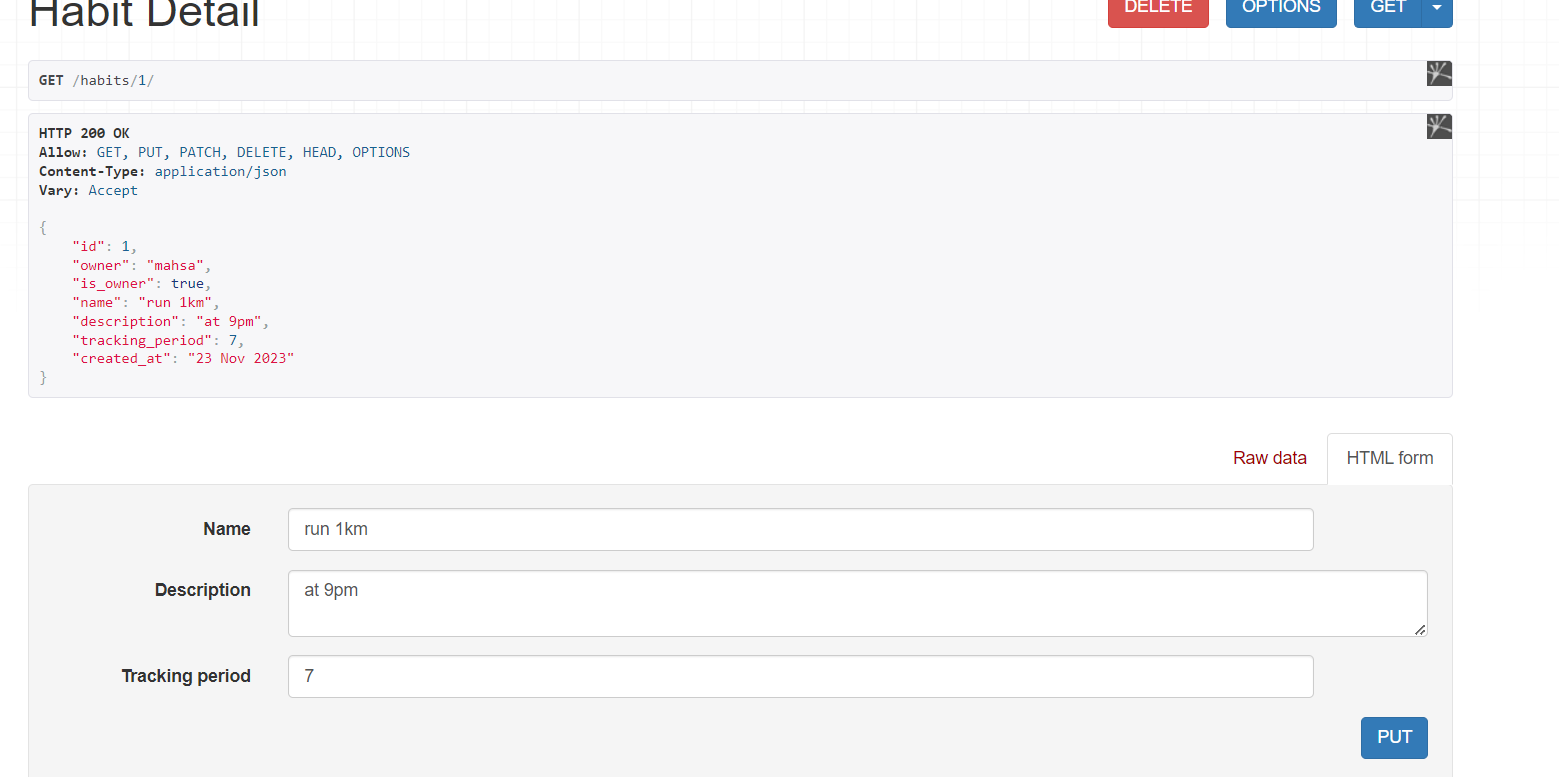 Habit Detail
DELETE
OPTIONS
GET
GET /habits/1/
HTTP 200 OK
Allow: GET, PUT, PATCH, DELETE, HEAD, OPTIONS
Content-Type: application/json
Vary: Accept
{
"id": 1,
"owner": "mahsa",
"is_owner": true,
"name": "run 1km",
"description": "at 9pm",
"tracking_period": 7,
"created_at": "23 Nov 2023"
}
Raw data
HTML form
Name
run 1km
Description
at 9pm
Tracking period
7
PUT